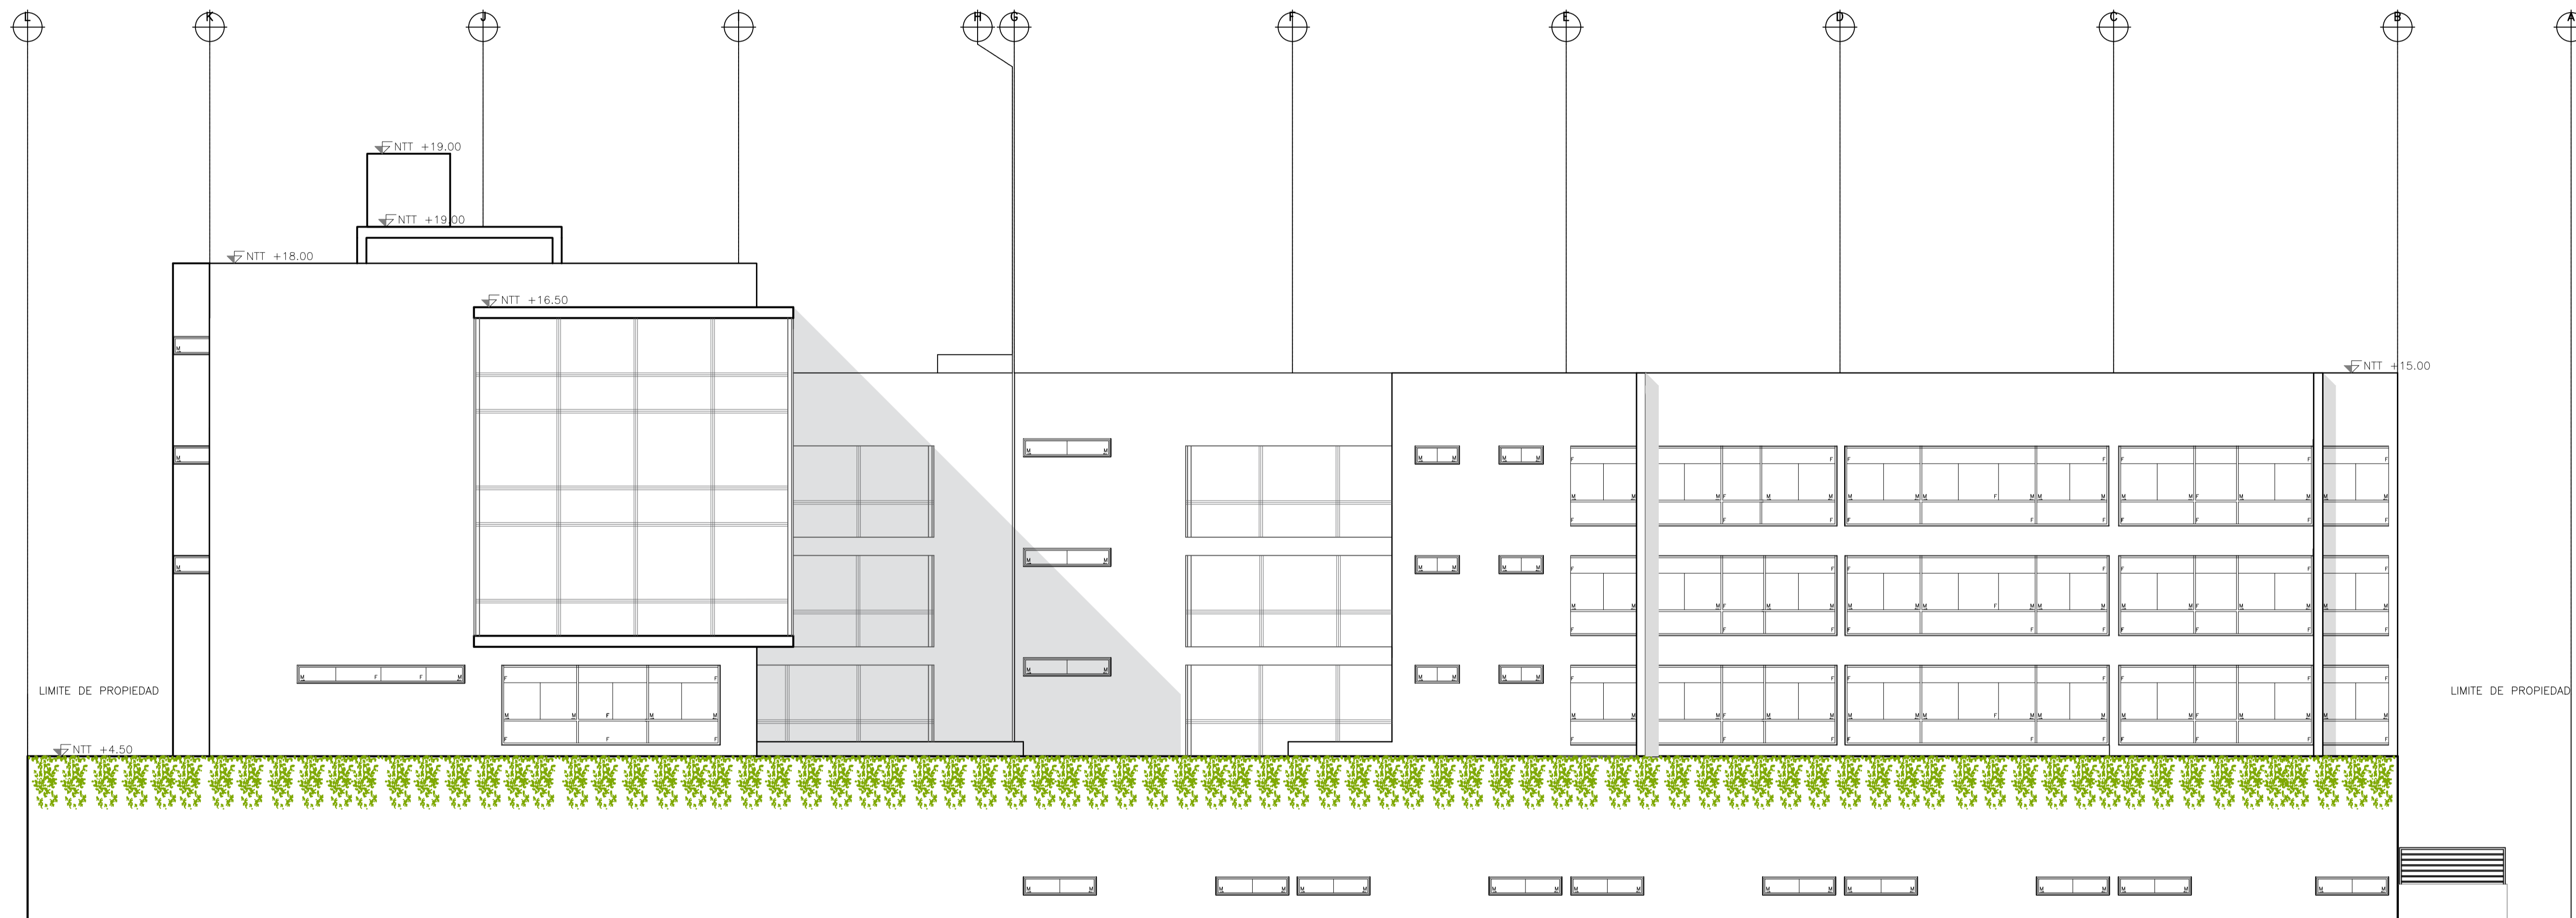 L K J I H G F E D C B A
NTT +19.00
NTT +19.00
NTT +18.00
NTT +16.50
NTT +15.00
LIMITE DE PROPIEDAD
LIMITE DE PROPIEDAD
NTT +4.50